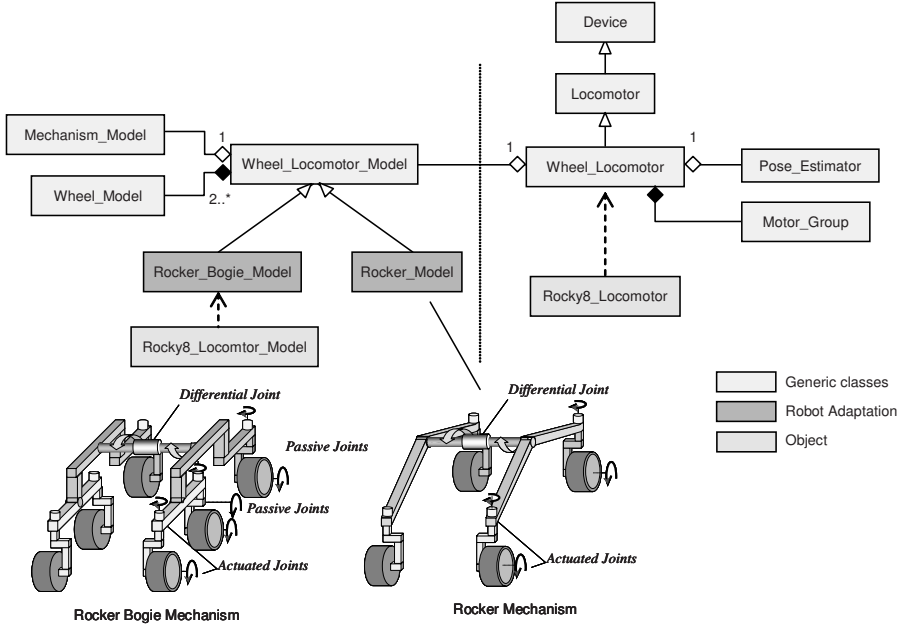 Device
Locomotor
Mechanism_Model
1
Wheel_Locomotor_Model
1
Wheel_Locomotor
1
Pose_Estimator
Wheel_Model
2..*
Motor_Group
Rocker_Bogie_Model
Rocker_Model
Rocky8_Locomotor
Rocky8_Locomtor_Model
Generic classes
Robot Adaptation
Object
Differential Joint
Passive Joints
Passive Joints
Actuated Joints
Rocker Bogie Mechanism
Differential Joint
Actuated Joints
Rocker Mechanism